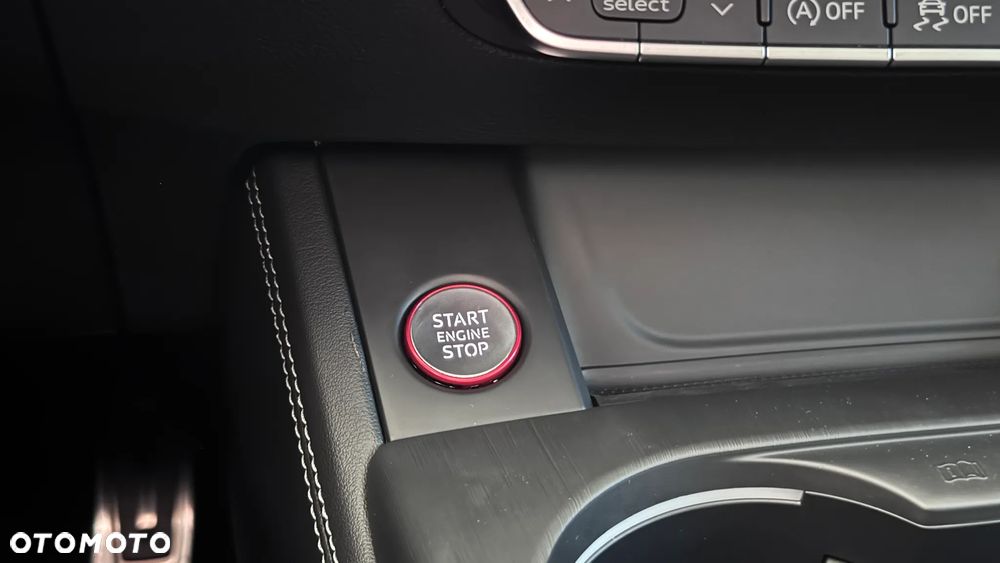 select
(A) OFF
OFF
START
ENGINE
STOP
OTOMOTO